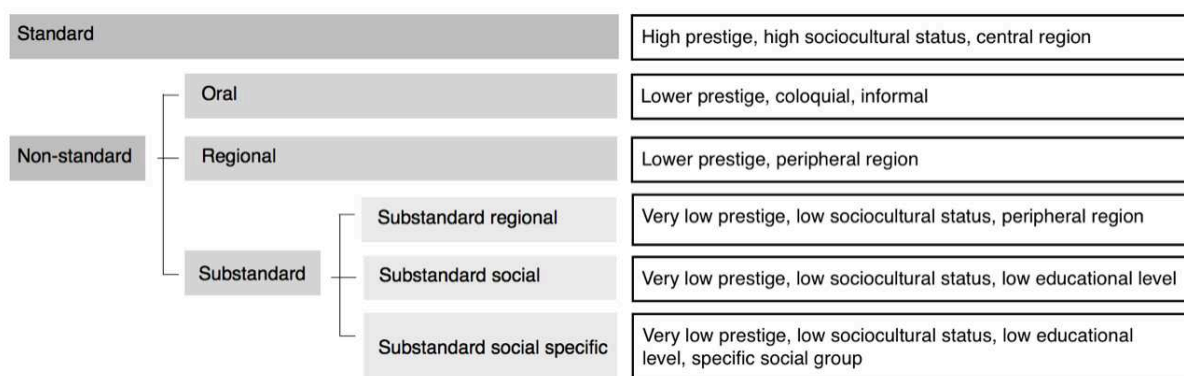 Standard
High prestige, high sociocultural status, central region
Oral
Lower prestige, coloquial, informal
Non-standard
Regional
Lower prestige, peripheral region
Substandard regional
Very low prestige, low sociocultural status, peripheral region
Substandard
Substandard social
Very low prestige, low sociocultural status, low educational level
Substandard social specific
Very low prestige, low sociocultural status, low educational
level, specific social group